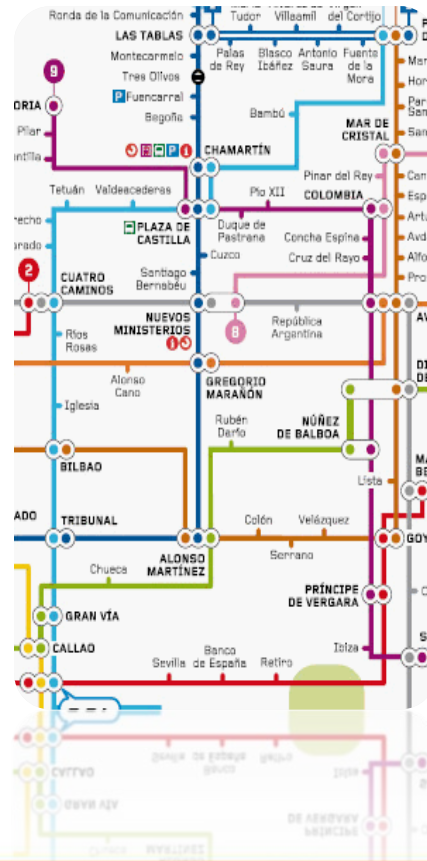 Ronda de la Comunicación
Tudor Villaamil del Cortijo
LAS TABLAS
Montecarmelo
Palas de Rey
Blasco Ibáñez
Antonio Saura
Fuente de la Mora
Tres Olivos
9
P Fuencarral
Begoña
Bambú
ORIA
Pilar
MAR DE CRISTAL
CHAMARTÍN
Pinar del Rey
Tetuán Valdeacederas
Pío XII
COLOMBIA
PLAZA DE CASTILLA
Duque de Pastrana
Concha Espina
Cruz del Rayo
Cuzco
2
CUATRO CAMINOS
Santiago Bernabéu
NUEVOS MINISTERIOS
8
República Argentina
Ríos Rosas
Alonso Cano
GREGORIO MARAÑÓN
Iglesia
Rubén Darío
NÚÑEZ DE BALBOA
BILBAO
Lista
TRIBUNAL
Colón Velázquez
Serrano
GOY
ALONSO MARTÍNEZ
Chueca
PRÍNCIPE DE VERGARA
GRAN VÍA
CALLAO
Ibiza
Sevilla
Banco de España
Retiro